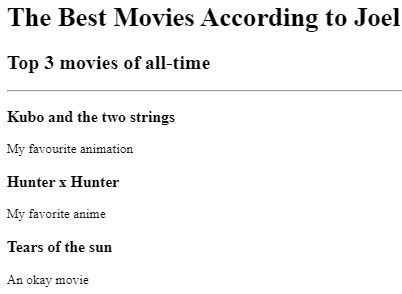 The Best Movies According to Joel
Top 3 movies of all-time
Kubo and the two strings
My favourite animation
Hunter x Hunter
My favorite anime
Tears of the sun
An okay movie